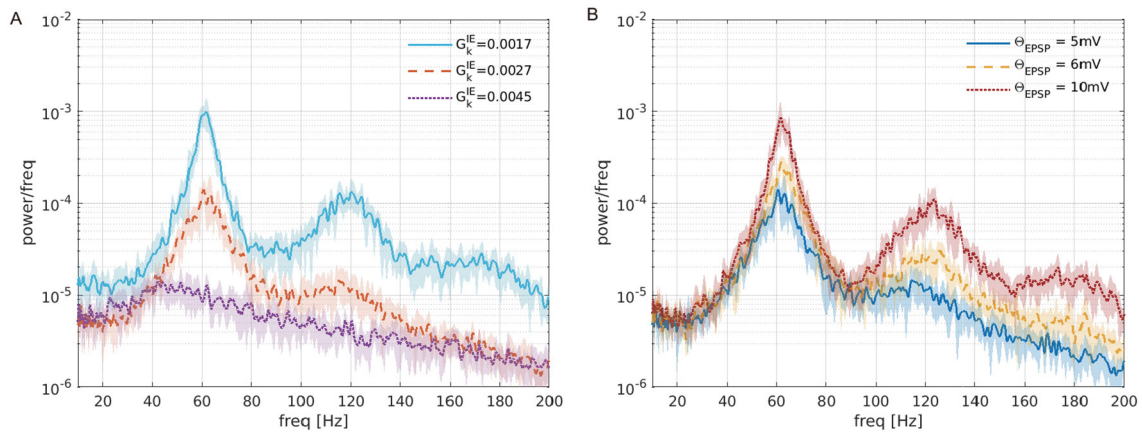 A
power/freq
10^-2
10^-3
10^-4
10^-5
10^-6
G_k^IE=0.0017
G_k^IE=0.0027
G_k^IE=0.0045
20 40 60 80 100 120 140 160 180 200
freq [Hz]
B
power/freq
10^-2
10^-3
10^-4
10^-5
10^-6
Θ_EPSP = 5mV
Θ_EPSP = 6mV
Θ_EPSP = 10mV
20 40 60 80 100 120 140 160 180 200
freq [Hz]